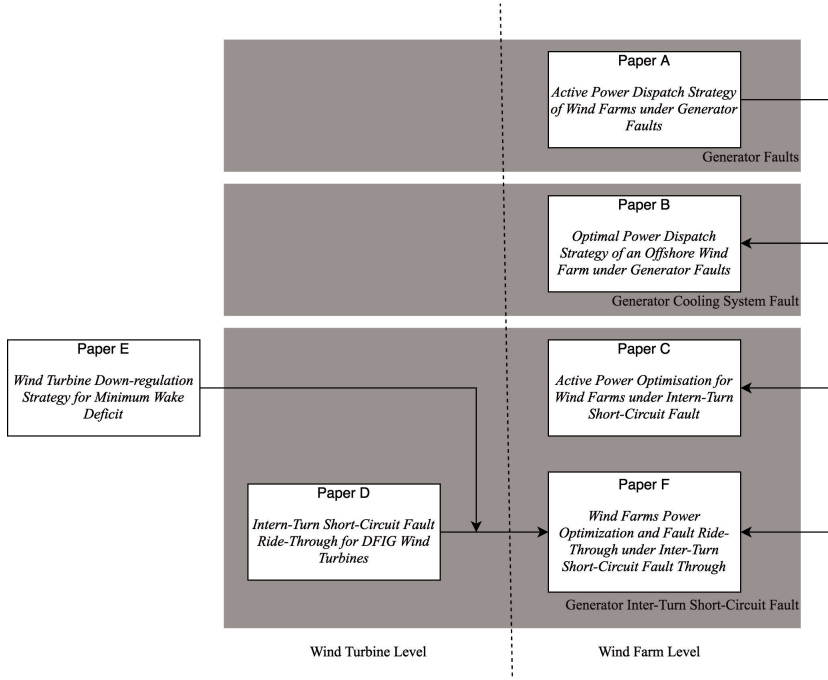 Paper A
Active Power Dispatch Strategy
of Wind Farms under Generator
Faults
Generator Faults
Paper B
Optimal Power Dispatch
Strategy of an Offshore Wind
Farm under Generator Faults
Generator Cooling System Fault
Paper E
Wind Turbine Down-regulation
Strategy for Minimum Wake
Deficit
Paper C
Active Power Optimisation for
Wind Farms under Intern-Turn
Short-Circuit Fault
Paper D
Intern-Turn Short-Circuit Fault
Ride-Through for DFIG Wind
Turbines
Paper F
Wind Farms Power
Optimization and Fault Ride-
Through under Inter-Turn
Short-Circuit Fault Through
Generator Inter-Turn Short-Circuit Fault
Wind Turbine Level
Wind Farm Level